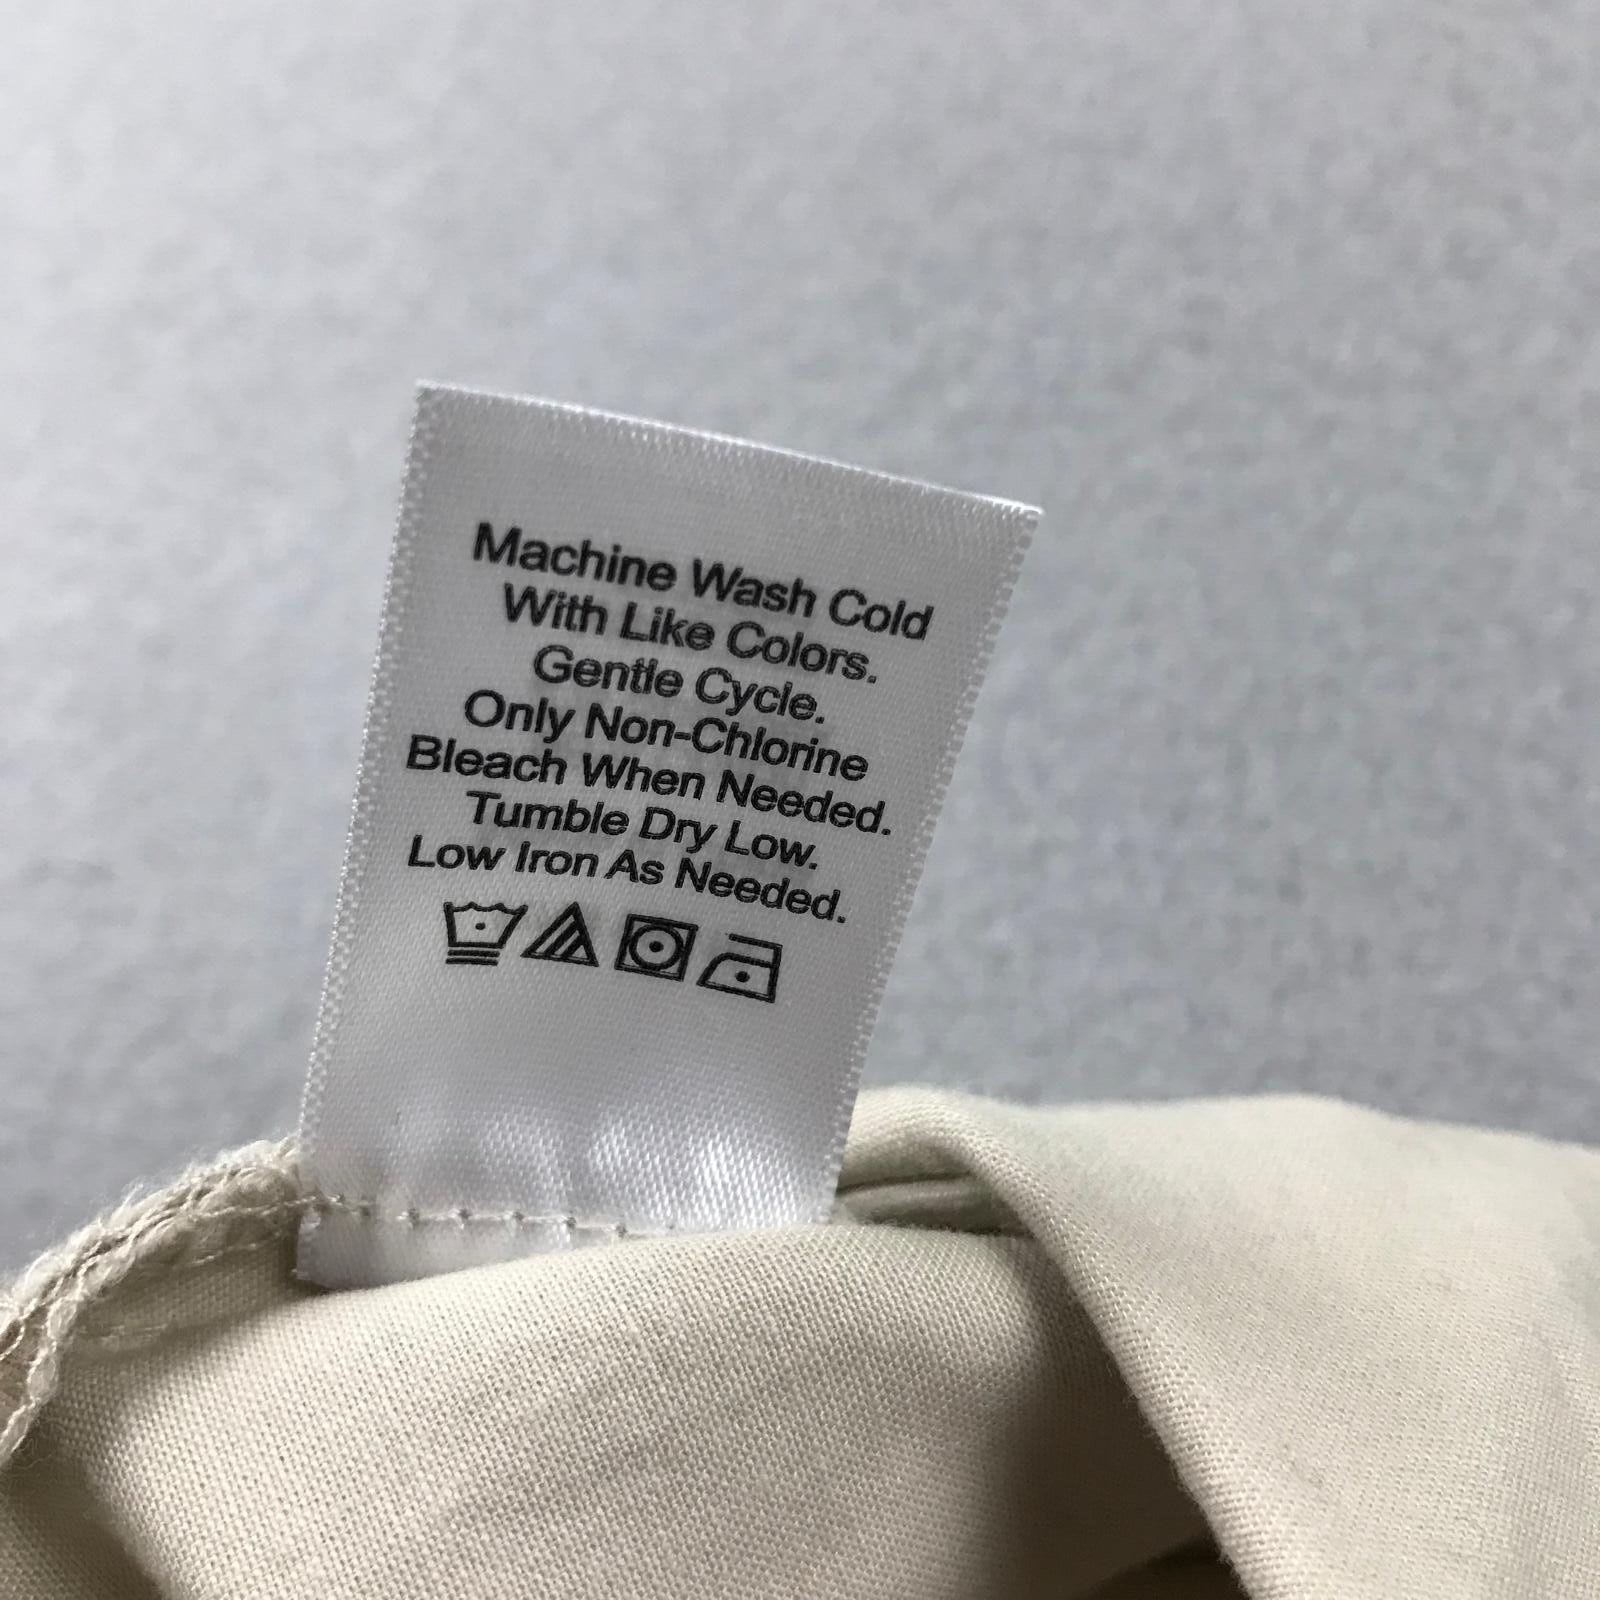 Machine Wash Cold
With Like Colors.
Gentle Cycle.
Only Non-Chlorine
Bleach When Needed.
Tumble Dry Low.
Low Iron As Needed.